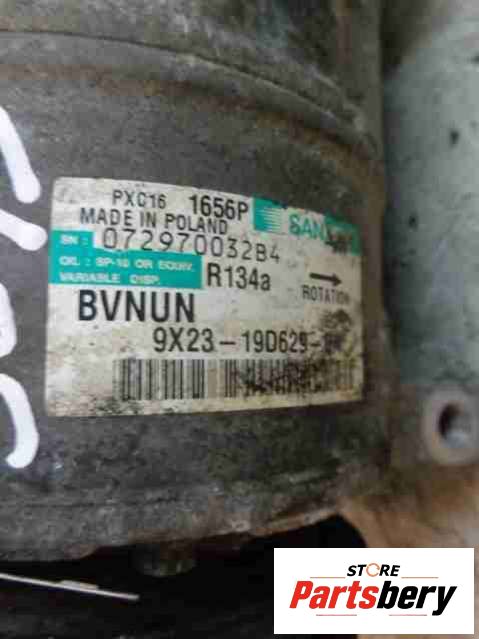 PXC16 1656P
MADE IN POLAND
SN : 07297003284
OIL : SP-10 OR EQUIV.
VARIABLE DISP.
R134a
ROTATION
BVNUN
9X23-19D629-
STORE
Partsbery